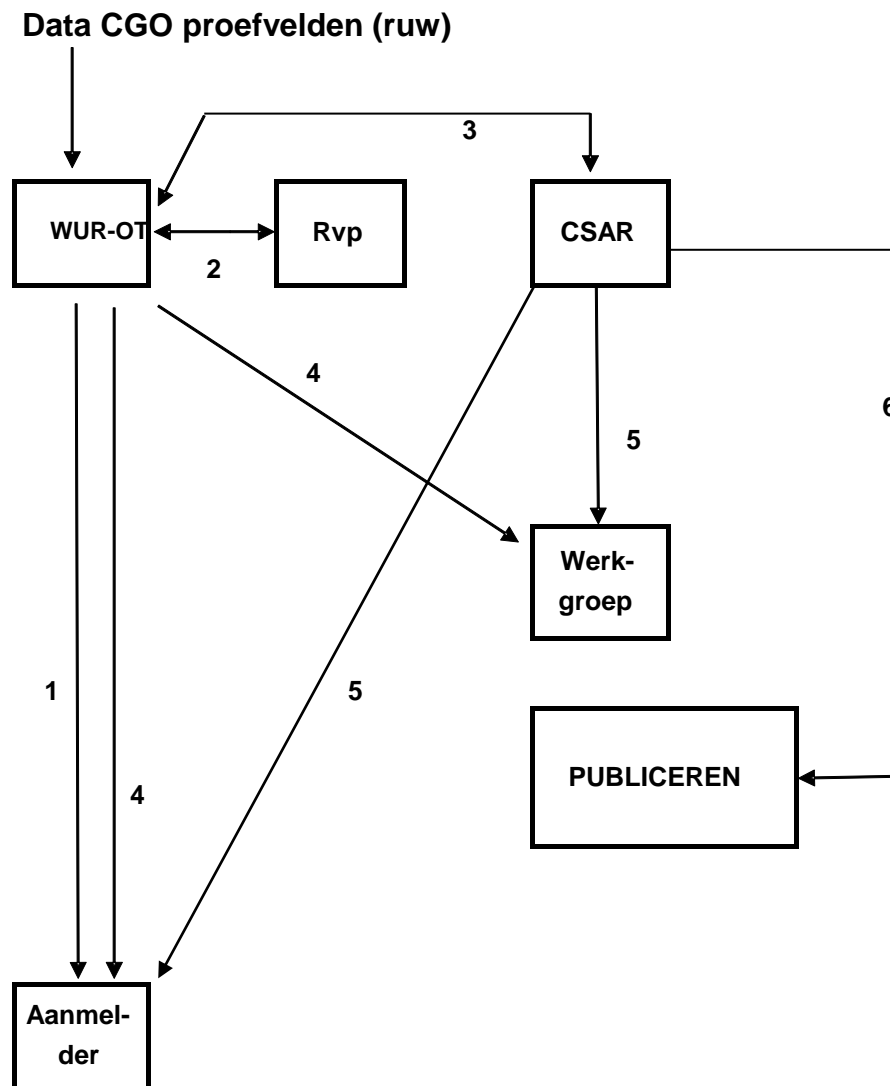 Data CGO proefvelden (ruw)
3
WUR-OT
Rvp
CSAR
2
4
6
5
Werk-
groep
1
5
PUBLICEREN
4
Aanmel-
der